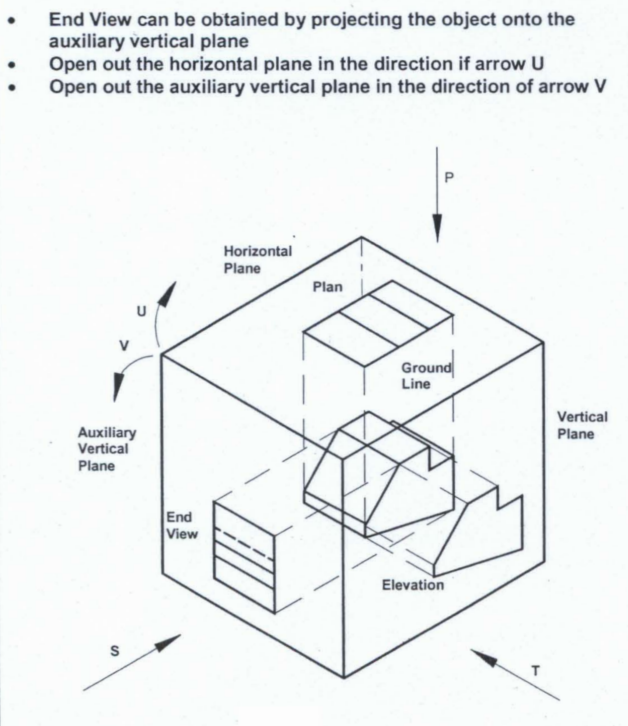 • End View can be obtained by projecting the object onto the
auxiliary vertical plane
• Open out the horizontal plane in the direction if arrow U
• Open out the auxiliary vertical plane in the direction of arrow V
P
Horizontal
Plane
Plan
U
V
Ground
Line
Auxiliary
Vertical
Plane
Vertical
Plane
End
View
Elevation
S
T